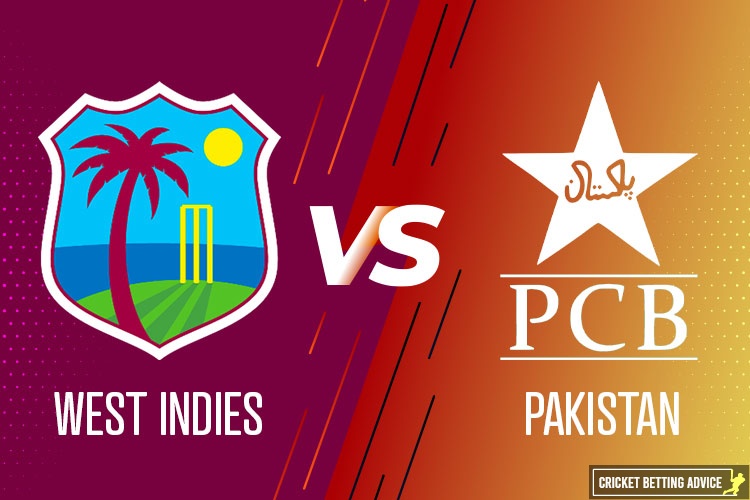 VS
پاکستان
PCB
WEST INDIES
PAKISTAN
CRICKET BETTING ADVICE